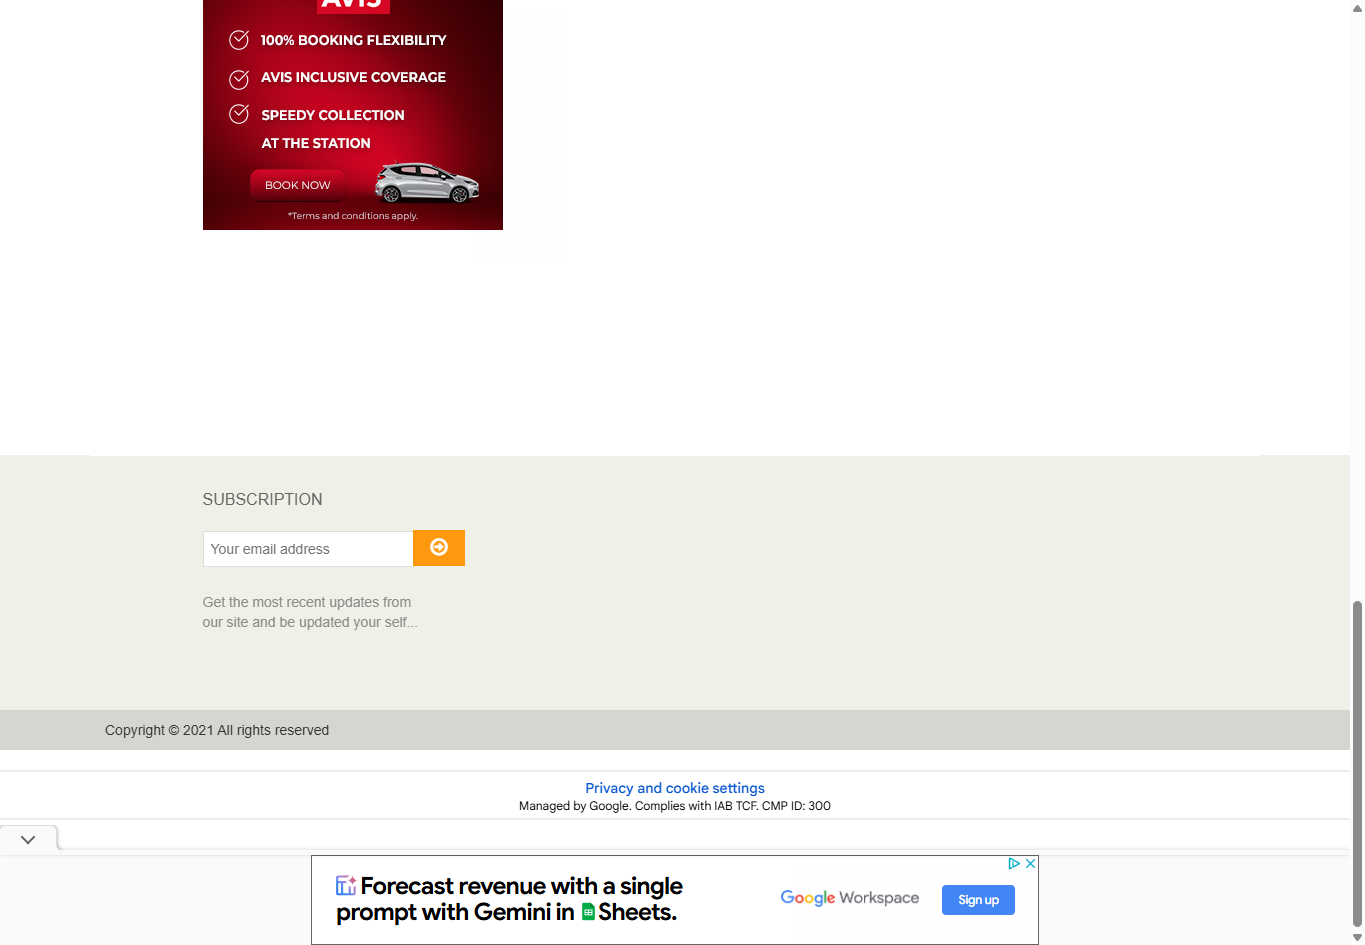 AVIS
100% BOOKING FLEXIBILITY
AVIS INCLUSIVE COVERAGE
SPEEDY COLLECTION
AT THE STATION
BOOK NOW
*Terms and conditions apply.
SUBSCRIPTION
Your email address
Get the most recent updates from
our site and be updated your self...
Copyright © 2021 All rights reserved
Privacy and cookie settings
Managed by Google. Complies with IAB TCF. CMP ID: 300
Forecast revenue with a single
prompt with Gemini in Sheets.
Google Workspace
Sign up